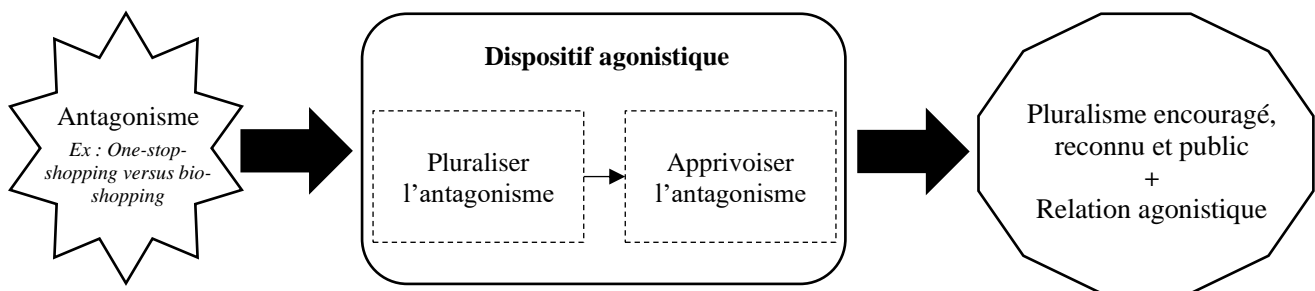 Antagonisme
Ex : One-stop-
shopping versus bio-
shopping
Dispositif agonistique
Pluraliser
l’antagonisme
Apprivoiser
l’antagonisme
Pluralisme encouragé,
reconnu et public
+
Relation agonistique